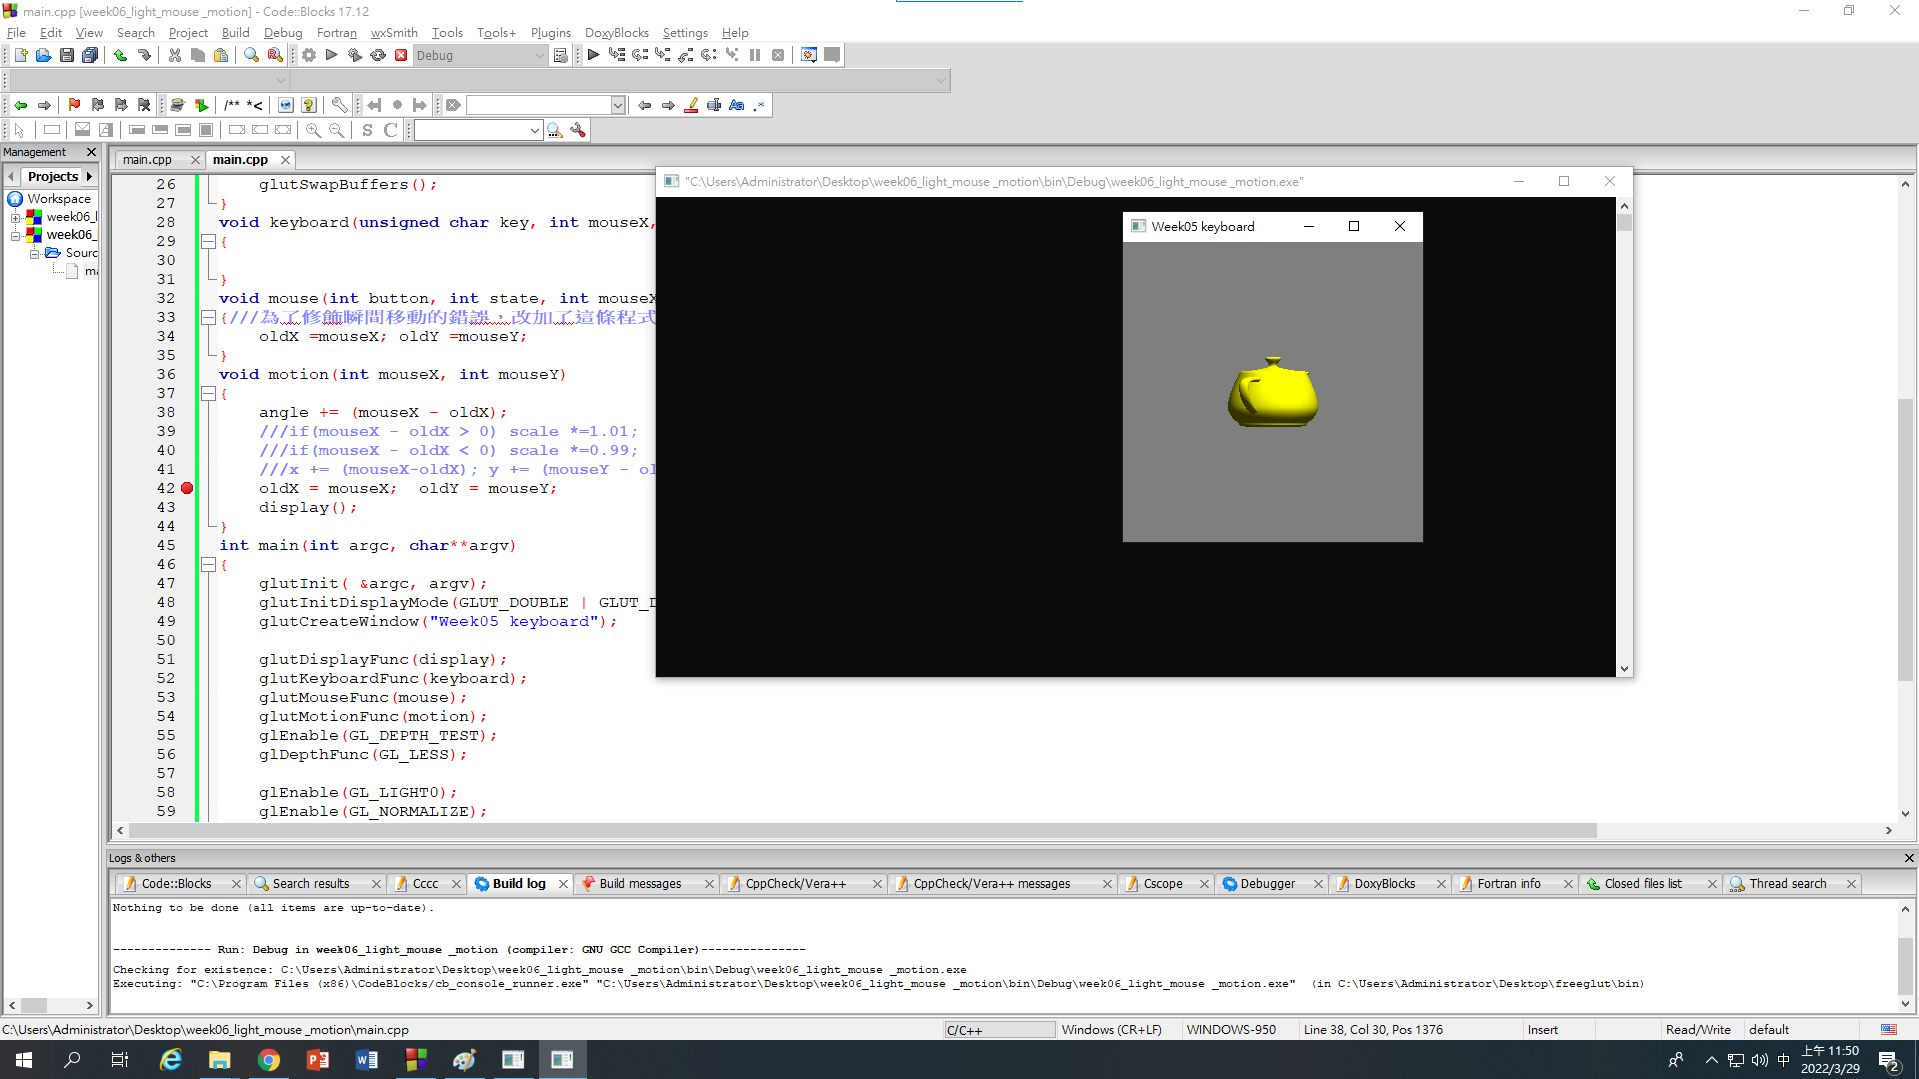 main.cpp [week06_light_mouse _motion] - Code::Blocks 17.12
File Edit View Search Project Build Debug Fortran wxSmith Tools Tools+ Plugins DoxyBlocks Settings Help
Debug
/** *<
Aa .*
S C
Management
Projects
Workspace
week06_l
week06_
Sourc
ma
main.cpp
main.cpp
26 glutSwapBuffers();
27 }
28 void keyboard(unsigned char key, int mouseX,
29 {
30
31 }
32 void mouse(int button, int state, int mouseX
33 {///為了修飾瞬間移動的錯誤，改加了這條程式
34 oldX =mouseX; oldY =mouseY;
35 }
36 void motion(int mouseX, int mouseY)
37 {
38 angle += (mouseX - oldX);
39 ///if(mouseX - oldX > 0) scale *=1.01;
40 ///if(mouseX - oldX < 0) scale *=0.99;
41 ///x += (mouseX-oldX); y += (mouseY - ol
42 oldX = mouseX; oldY = mouseY;
43 display();
44 }
45 int main(int argc, char**argv)
46 {
47 glutInit( &argc, argv);
48 glutInitDisplayMode(GLUT_DOUBLE | GLUT_D
49 glutCreateWindow("Week05 keyboard");
50
51 glutDisplayFunc(display);
52 glutKeyboardFunc(keyboard);
53 glutMouseFunc(mouse);
54 glutMotionFunc(motion);
55 glEnable(GL_DEPTH_TEST);
56 glDepthFunc(GL_LESS);
57
58 glEnable(GL_LIGHT0);
59 glEnable(GL_NORMALIZE);
"C:\Users\Administrator\Desktop\week06_light_mouse _motion\bin\Debug\week06_light_mouse _motion.exe"
Week05 keyboard
Logs & others
Code::Blocks Search results Cccc Build log Build messages CppCheck/Vera++ CppCheck/Vera++ messages Cscope Debugger DoxyBlocks Fortran info Closed files list Thread search
Nothing to be done (all items are up-to-date).
-------------- Run: Debug in week06_light_mouse _motion (compiler: GNU GCC Compiler)---------------
Checking for existence: C:\Users\Administrator\Desktop\week06_light_mouse _motion\bin\Debug\week06_light_mouse _motion.exe
Executing: "C:\Program Files (x86)\CodeBlocks/cb_console_runner.exe" "C:\Users\Administrator\Desktop\week06_light_mouse _motion\bin\Debug\week06_light_mouse _motion.exe"  (in C:\Users\Administrator\Desktop\freeglut\bin)
C:\Users\Administrator\Desktop\week06_light_mouse _motion\main.cpp C/C++ Windows (CR+LF) WINDOWS-950 Line 38, Col 30, Pos 1376 Insert Read/Write default
中 上午 11:50
2022/3/29
2